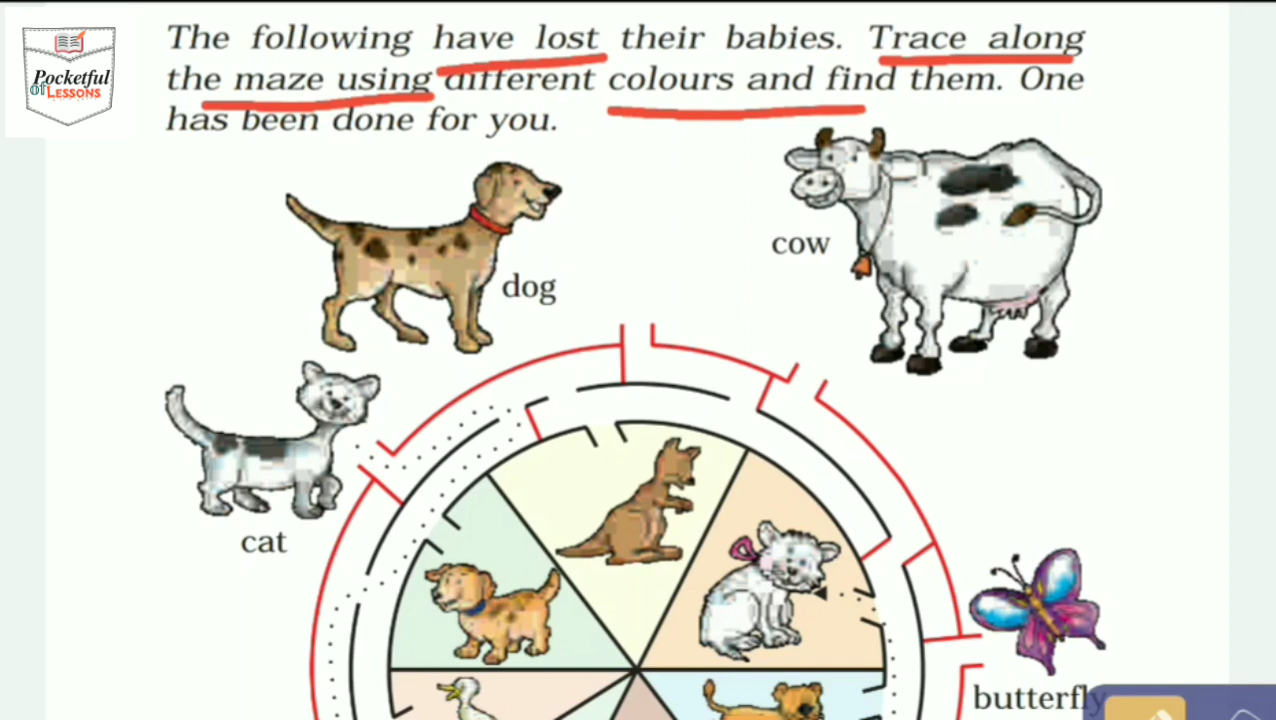 Pocketful
OF LESSONS
The following have lost their babies. Trace along
the maze using different colours and find them. One
has been done for you.
cow
dog
cat
butterfly